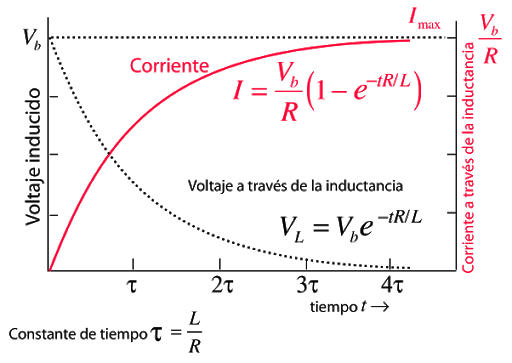 V_b
I_max
V_b/R
Corriente
I = V_b/R (1 − e^{−tR/L})
Voltaje inducido
Corriente a través de la inductancia
Voltaje a través de la inductancia
V_L = V_b e^{−tR/L}
τ 2τ 3τ 4τ
tiempo t →
Constante de tiempo τ = L/R